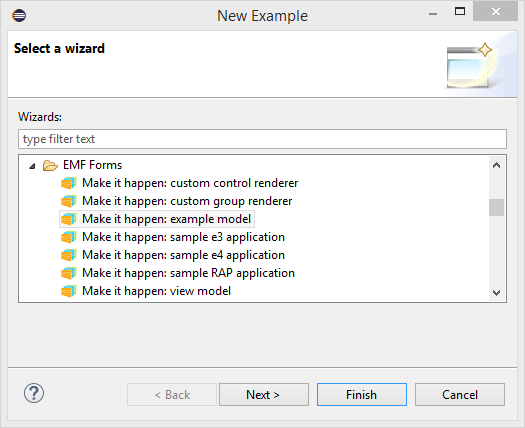 New Example
Select a wizard
Wizards:
type filter text
EMF Forms
Make it happen: custom control renderer
Make it happen: custom group renderer
Make it happen: example model
Make it happen: sample e3 application
Make it happen: sample e4 application
Make it happen: sample RAP application
Make it happen: view model
?
< Back
Next >
Finish
Cancel